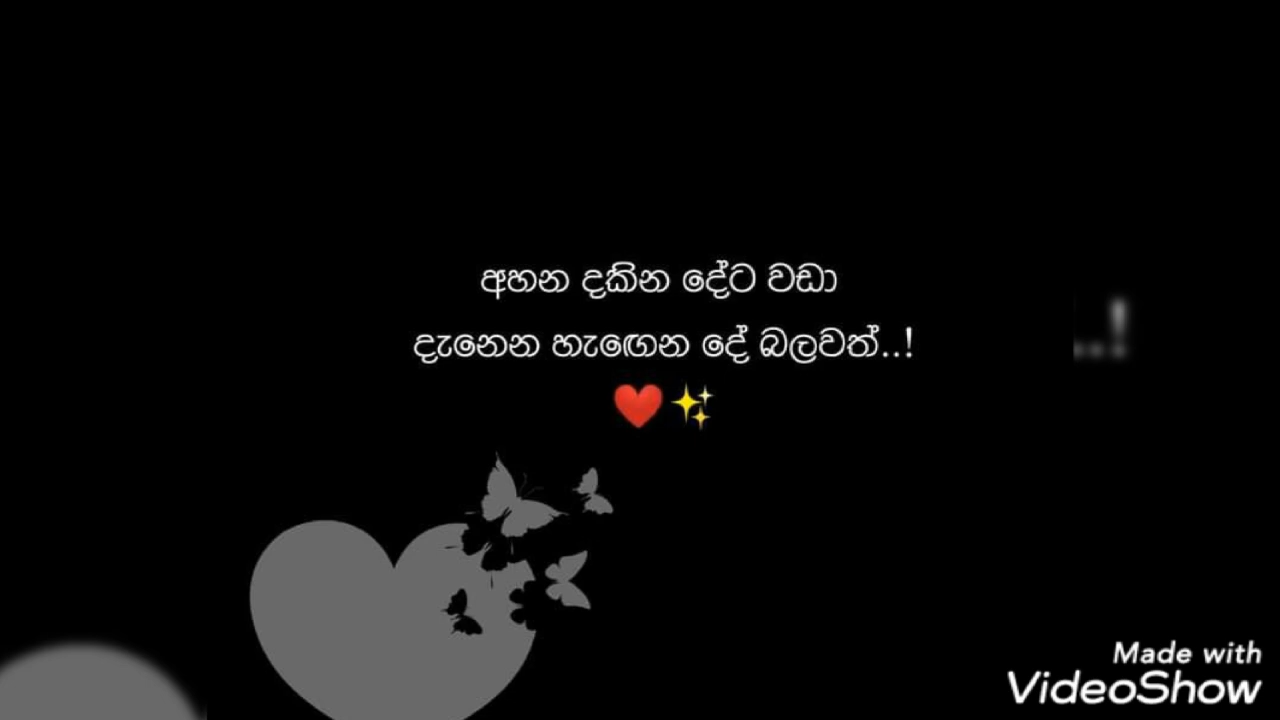 අහන දකින දේට වඩා
දැනෙන හැඟෙන දේ බලවත්..!
❤️✨
..!
Made with
VideoShow